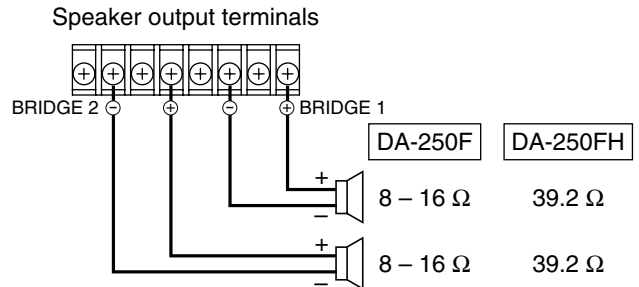 Speaker output terminals
BRIDGE 2 − + − + BRIDGE 1
DA-250F DA-250FH
+
− 8 – 16 Ω 39.2 Ω
+
− 8 – 16 Ω 39.2 Ω